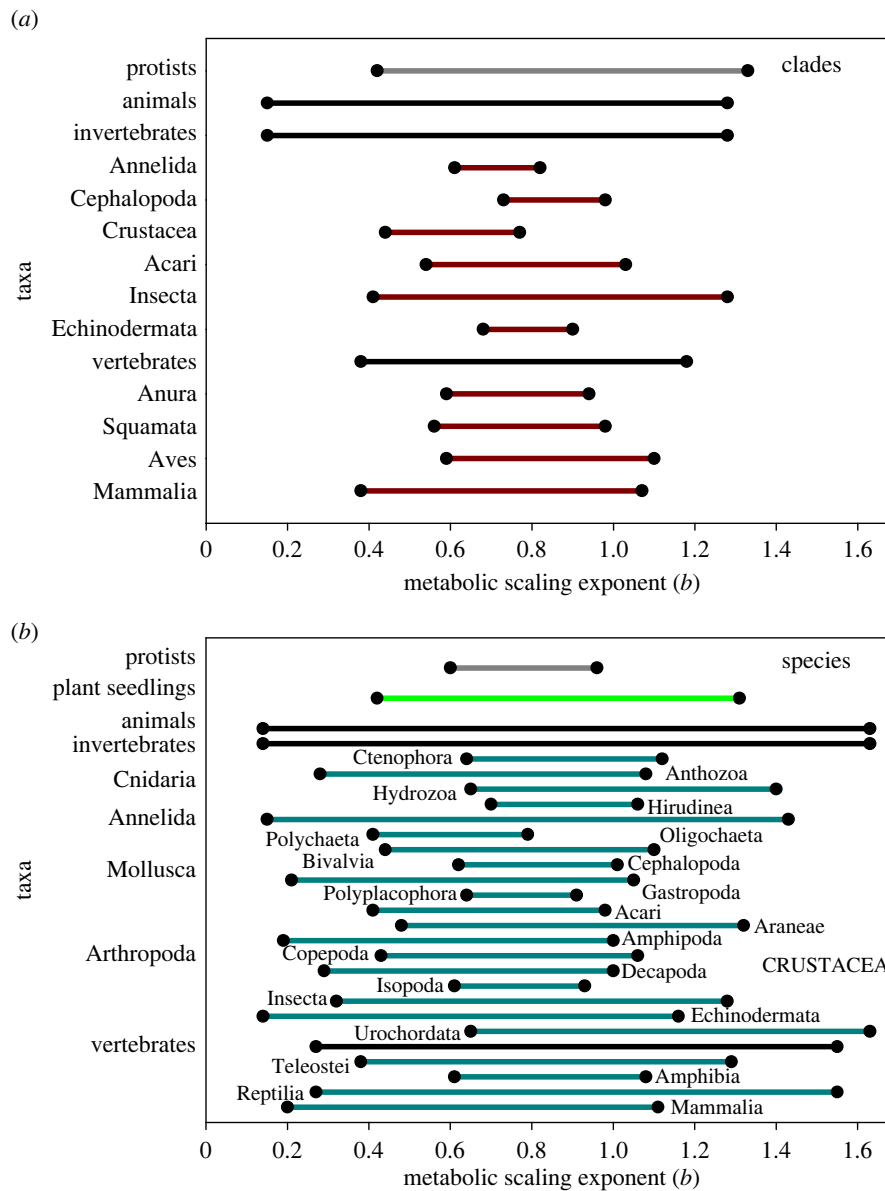 (a)
clades
protists
animals
invertebrates
Annelida
Cephalopoda
Crustacea
Acari
Insecta
Echinodermata
vertebrates
Anura
Squamata
Aves
Mammalia
taxa
0 0.2 0.4 0.6 0.8 1.0 1.2 1.4 1.6
metabolic scaling exponent (b)
(b)
species
protists
plant seedlings
animals
invertebrates
Ctenophora
Cnidaria
Anthozoa
Hydrozoa
Hirudinea
Annelida
Polychaeta
Oligochaeta
Bivalvia
Mollusca
Cephalopoda
Polyplacophora
Gastropoda
Acari
Araneae
Amphipoda
Arthropoda
Copepoda
CRUSTACEA
Decapoda
Isopoda
Insecta
Echinodermata
Urochordata
vertebrates
Teleostei
Amphibia
Reptilia
Mammalia
taxa
0 0.2 0.4 0.6 0.8 1.0 1.2 1.4 1.6
metabolic scaling exponent (b)